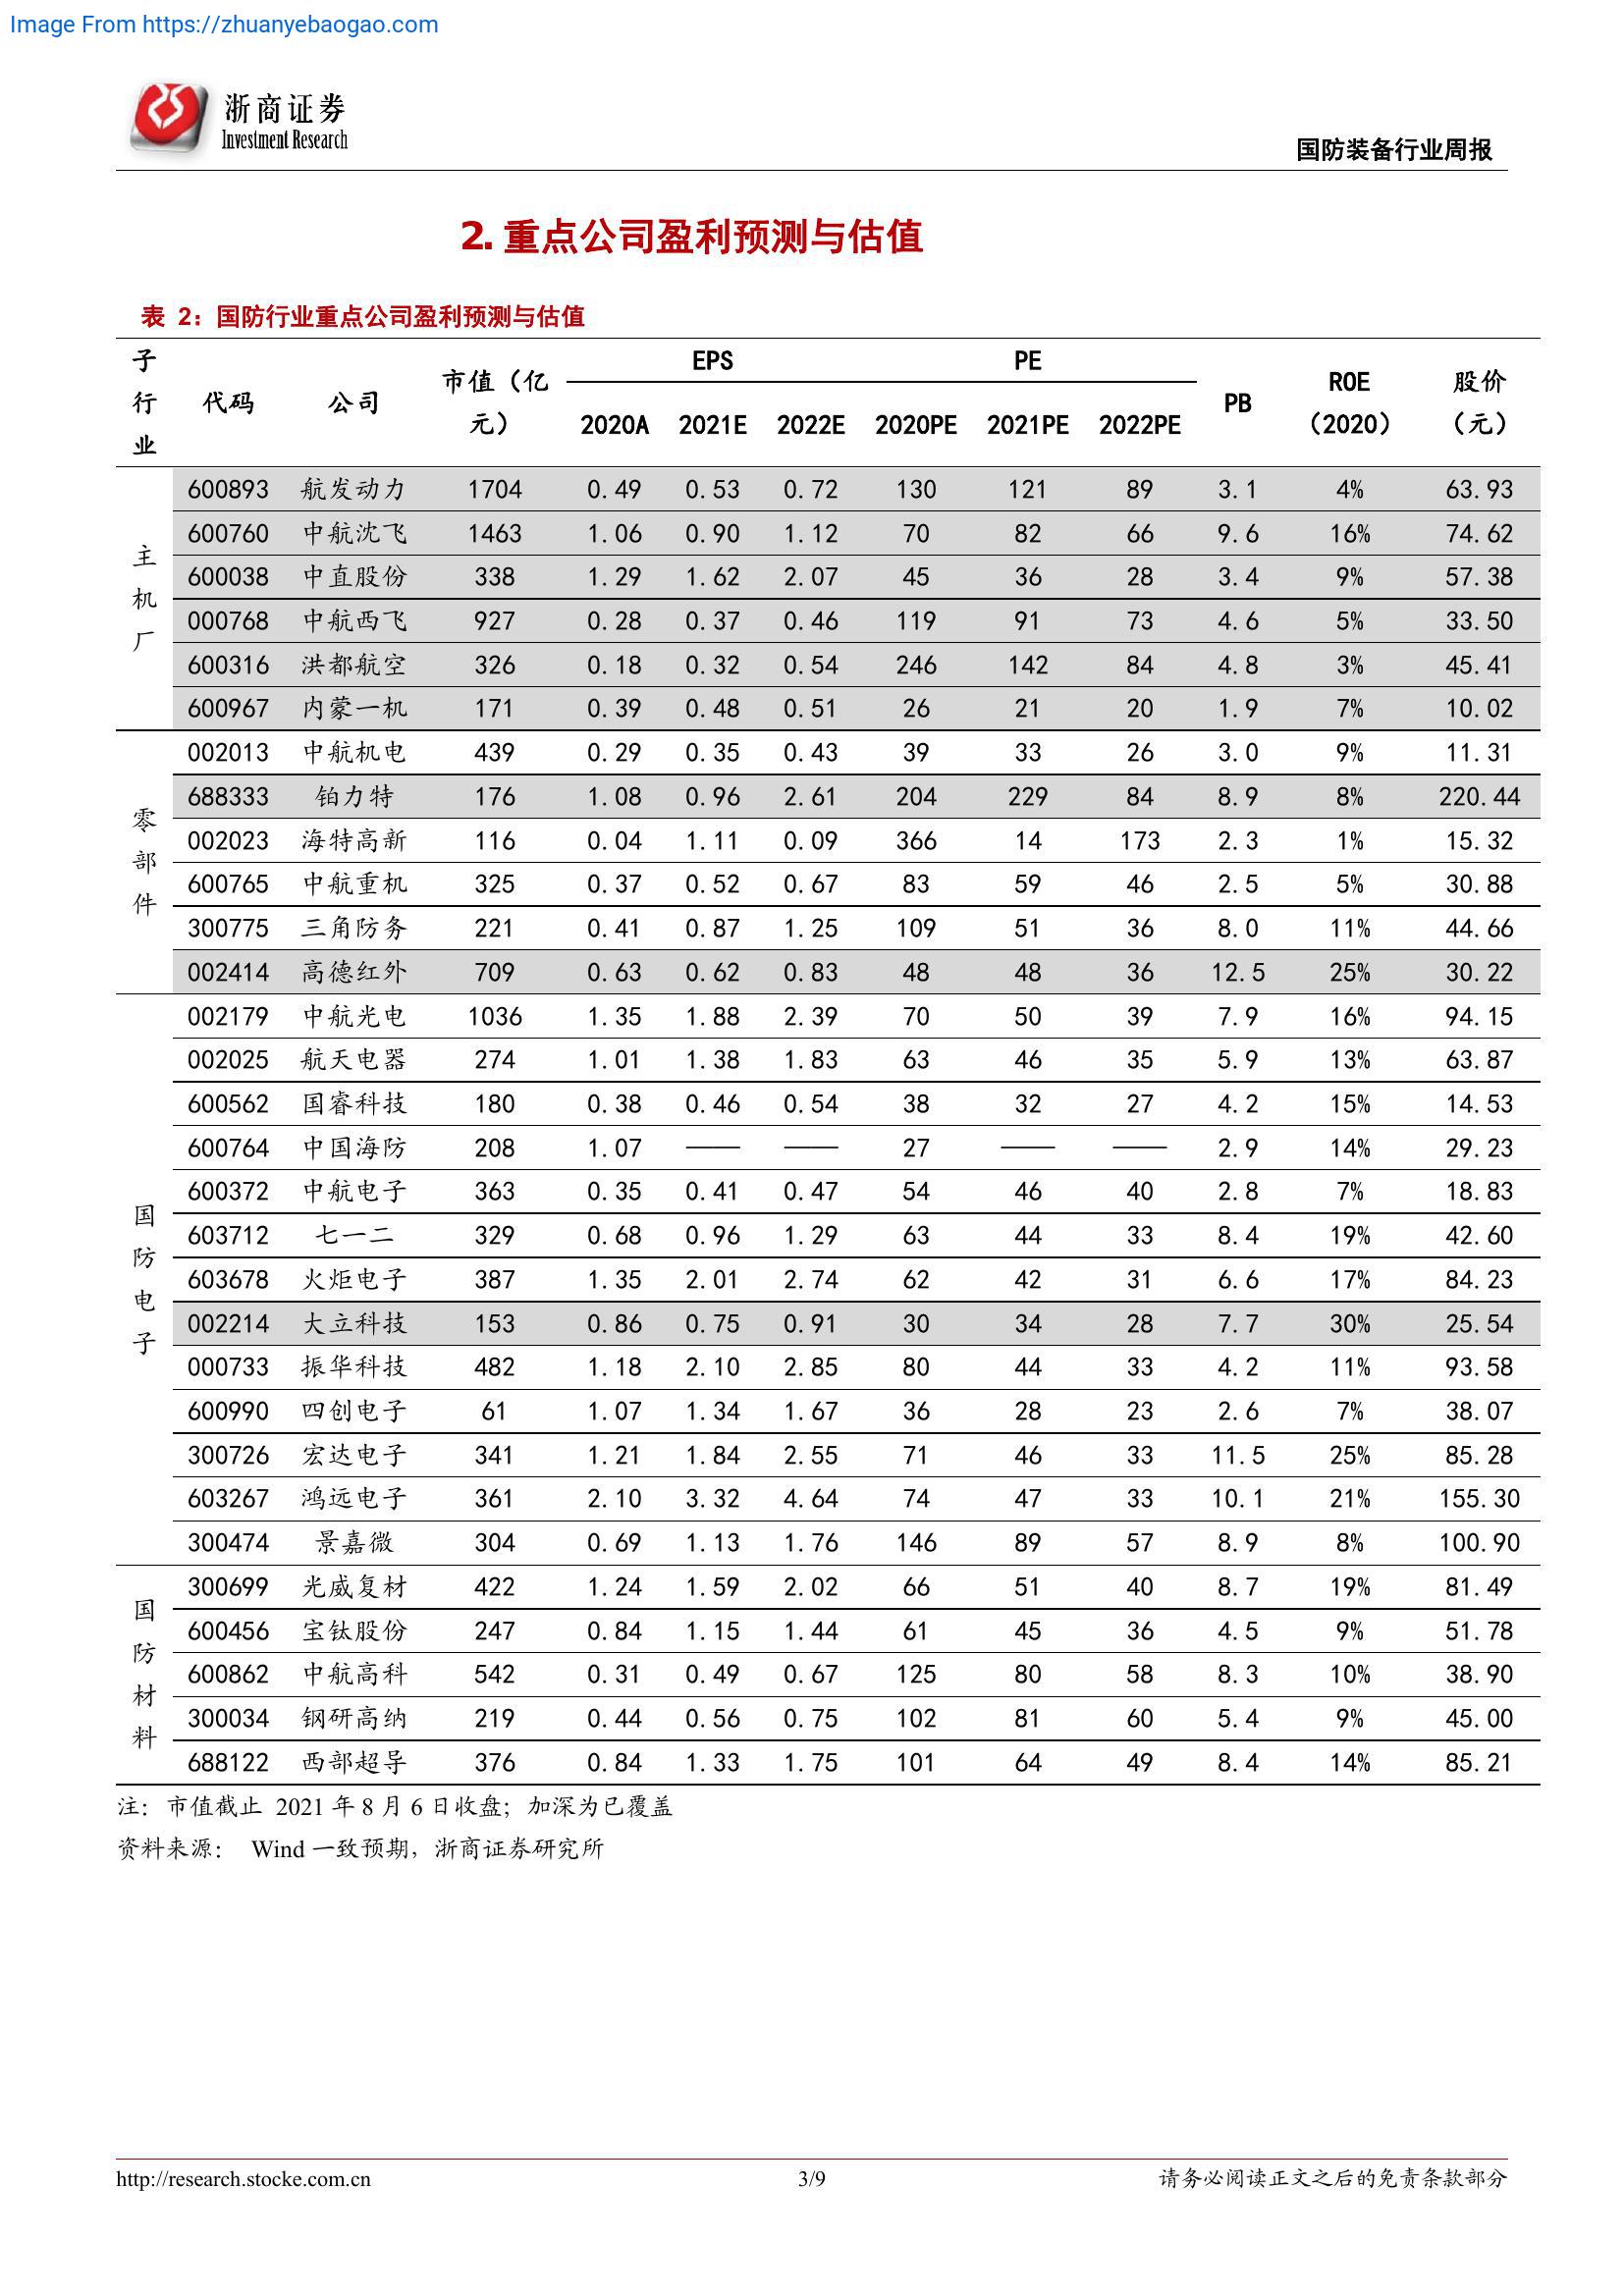 Image From https://zhuanyebaogao.com
浙商证券
Investment Research
国防装备行业周报
2. 重点公司盈利预测与估值
表 2：国防行业重点公司盈利预测与估值
子行业 代码 公司 市值（亿元） EPS PE PB ROE（2020） 股价（元）
2020A 2021E 2022E 2020PE 2021PE 2022PE
主机厂
600893 航发动力 1704 0.49 0.53 0.72 130 121 89 3.1 4% 63.93
600760 中航沈飞 1463 1.06 0.90 1.12 70 82 66 9.6 16% 74.62
600038 中直股份 338 1.29 1.62 2.07 45 36 28 3.4 9% 57.38
000768 中航西飞 927 0.28 0.37 0.46 119 91 73 4.6 5% 33.50
600316 洪都航空 326 0.18 0.32 0.54 246 142 84 4.8 3% 45.41
600967 内蒙一机 171 0.39 0.48 0.51 26 21 20 1.9 7% 10.02
零部件
002013 中航机电 439 0.29 0.35 0.43 39 33 26 3.0 9% 11.31
688333 铂力特 176 1.08 0.96 2.61 204 229 84 8.9 8% 220.44
002023 海特高新 116 0.04 1.11 0.09 366 14 173 2.3 1% 15.32
600765 中航重机 325 0.37 0.52 0.67 83 59 46 2.5 5% 30.88
300775 三角防务 221 0.41 0.87 1.25 109 51 36 8.0 11% 44.66
002414 高德红外 709 0.63 0.62 0.83 48 48 36 12.5 25% 30.22
国防电子
002179 中航光电 1036 1.35 1.88 2.39 70 50 39 7.9 16% 94.15
002025 航天电器 274 1.01 1.38 1.83 63 46 35 5.9 13% 63.87
600562 国睿科技 180 0.38 0.46 0.54 38 32 27 4.2 15% 14.53
600764 中国海防 208 1.07 —— —— 27 —— —— 2.9 14% 29.23
600372 中航电子 363 0.35 0.41 0.47 54 46 40 2.8 7% 18.83
603712 七一二 329 0.68 0.96 1.29 63 44 33 8.4 19% 42.60
603678 火炬电子 387 1.35 2.01 2.74 62 42 31 6.6 17% 84.23
002214 大立科技 153 0.86 0.75 0.91 30 34 28 7.7 30% 25.54
000733 振华科技 482 1.18 2.10 2.85 80 44 33 4.2 11% 93.58
600990 四创电子 61 1.07 1.34 1.67 36 28 23 2.6 7% 38.07
300726 宏达电子 341 1.21 1.84 2.55 71 46 33 11.5 25% 85.28
603267 鸿远电子 361 2.10 3.32 4.64 74 47 33 10.1 21% 155.30
300474 景嘉微 304 0.69 1.13 1.76 146 89 57 8.9 8% 100.90
国防材料
300699 光威复材 422 1.24 1.59 2.02 66 51 40 8.7 19% 81.49
600456 宝钛股份 247 0.84 1.15 1.44 61 45 36 4.5 9% 51.78
600862 中航高科 542 0.31 0.49 0.67 125 80 58 8.3 10% 38.90
300034 钢研高纳 219 0.44 0.56 0.75 102 81 60 5.4 9% 45.00
688122 西部超导 376 0.84 1.33 1.75 101 64 49 8.4 14% 85.21
注：市值截止 2021 年 8 月 6 日收盘；加深为已覆盖
资料来源： Wind 一致预期，浙商证券研究所
http://research.stocke.com.cn 3/9 请务必阅读正文之后的免责条款部分